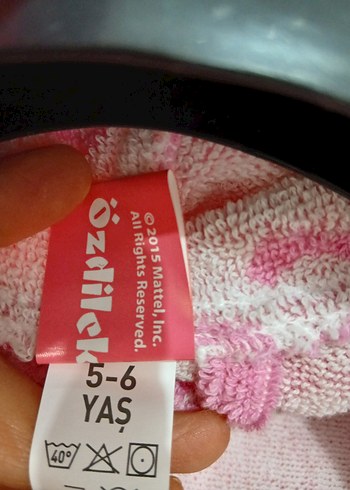 özdilek
©2015 Mattel, Inc.
All Rights Reserved.
5-6
YAŞ
40°